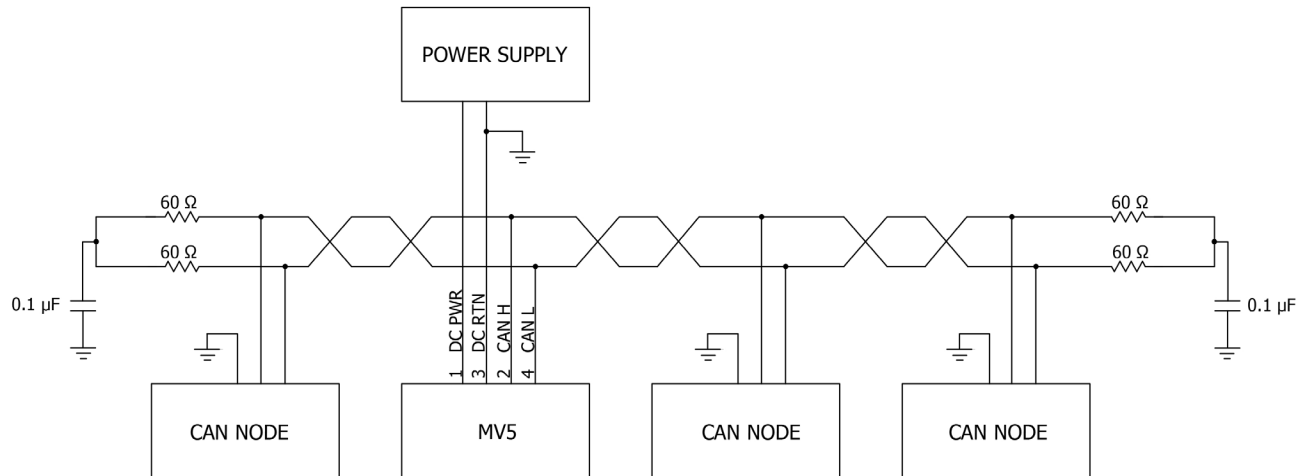 POWER SUPPLY
60 Ω
60 Ω
60 Ω
60 Ω
0.1 µF
0.1 µF
1 DC PWR
3 DC RTN
2 CAN H
4 CAN L
CAN NODE
MV5
CAN NODE
CAN NODE